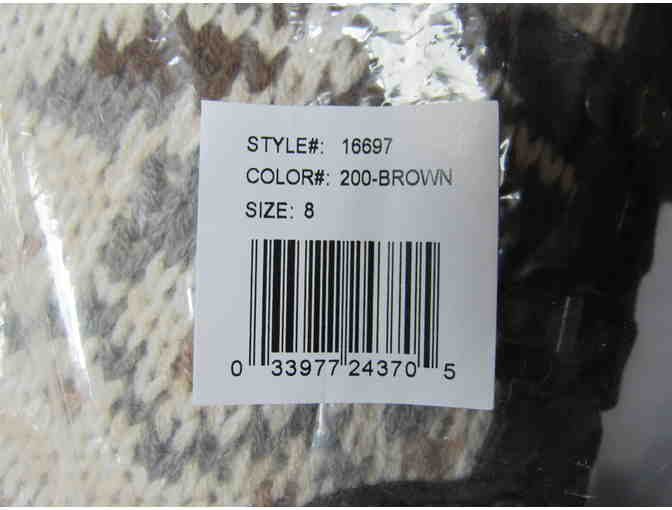 STYLE#: 16697
COLOR#: 200-BROWN
SIZE: 8
0 33977 24370 5